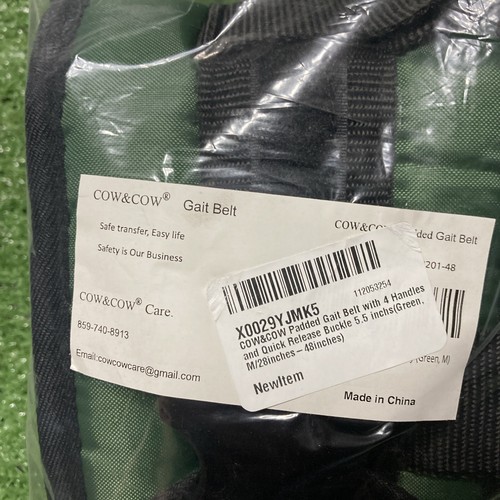 COW&COW® Gait Belt
Safe transfer, Easy life
Safety is Our Business
COW&COW® Care.
859-740-8913
Email:cowcowcare@gmail.com
COW&COW Gait Belt
201-48
112053254
X0029YJMK5
COW&COW Padded Gait Belt with 4 Handles
and Quick Release Buckle 5.5 inchs(Green,
M/28inches—48inches)
NewItem
(Green, M)
Made in China